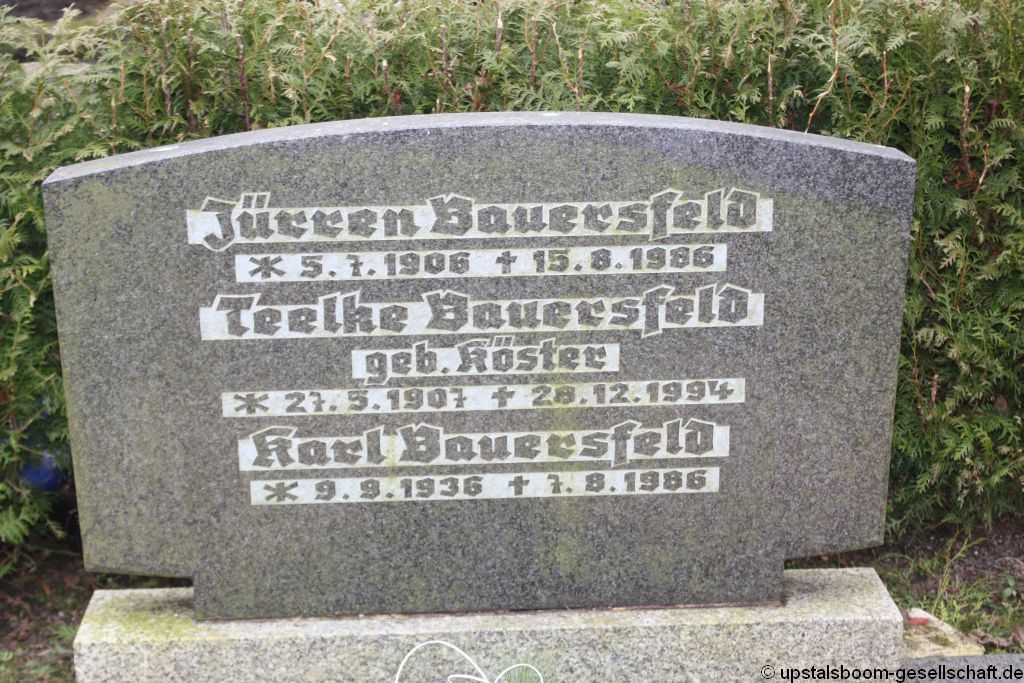 Jürren Bauersfeld
* 5.7.1906 + 15.8.1986
Teelke Bauersfeld
geb. Köster
* 27.5.1907 + 28.12.1994
Karl Bauersfeld
* 9.9.1936 + 7.8.1986
© upstalsboom-gesellschaft.de